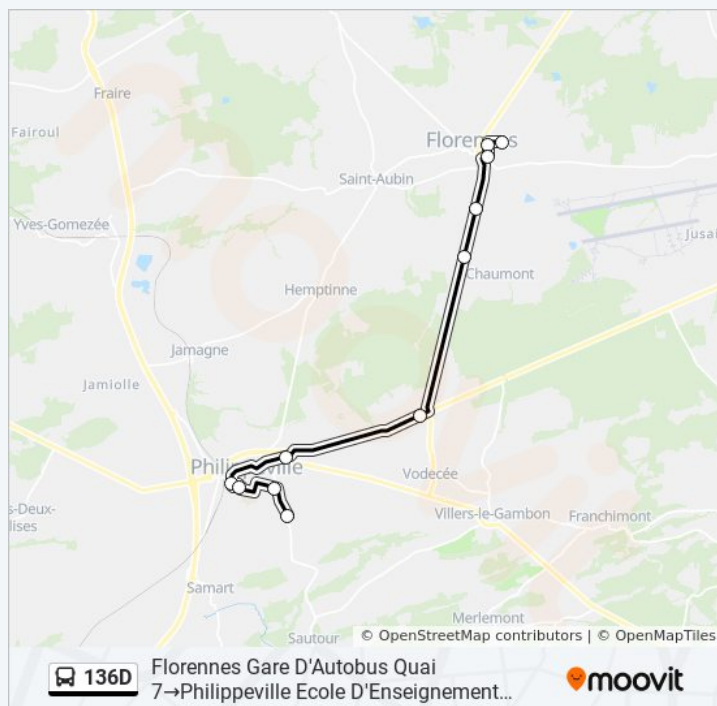 Fraire
Fairoul
Florennes
Saint-Aubin
Yves-Gomezée
Jusai
Chaumont
Hemptinne
Jamagne
Jamiolle
Philippeville
Vodecée
s-Deux-
lises
Villers-le-Gambon
Franchimont
Samart
Merlemont
Sautour
© OpenStreetMap contributors | © OpenMapTiles
136D
Florennes Gare D'Autobus Quai
7→Philippeville Ecole D'Enseignement…
moovit